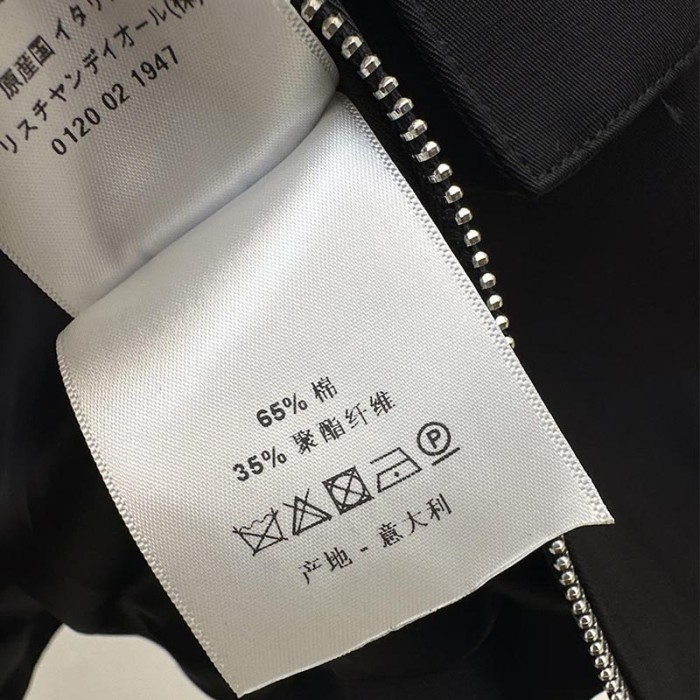 原産国 イタリア
リスチャンディオール(株)
0120 02 1947
65% 棉
35% 聚酯纤维
P
产地 - 意大利